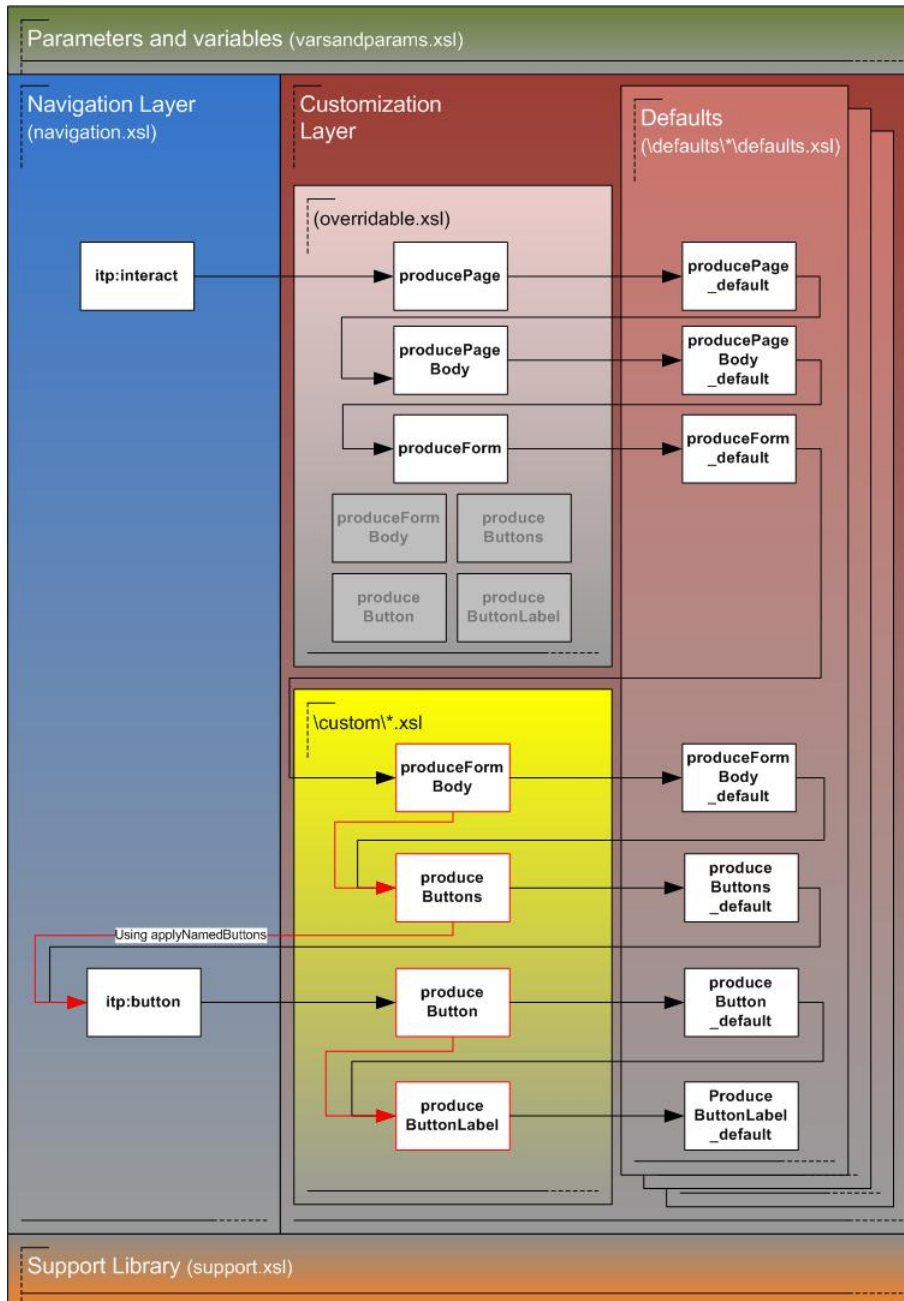 Parameters and variables (varsandparams.xsl)
Navigation Layer
(navigation.xsl)
Customization
Layer
Defaults
(\defaults\*\defaults.xsl)
(overridable.xsl)
itp:interact
producePage
producePage
_default
producePage
Body
producePage
Body
_default
produceForm
produceForm
_default
produceForm
Body
produce
Buttons
produce
Button
produce
ButtonLabel
\custom\*.xsl
produceForm
Body
produceForm
Body
_default
produce
Buttons
produce
Buttons
_default
Using applyNamedButtons
itp:button
produce
Button
produce
Button
_default
produce
ButtonLabel
Produce
ButtonLabel
_default
Support Library (support.xsl)